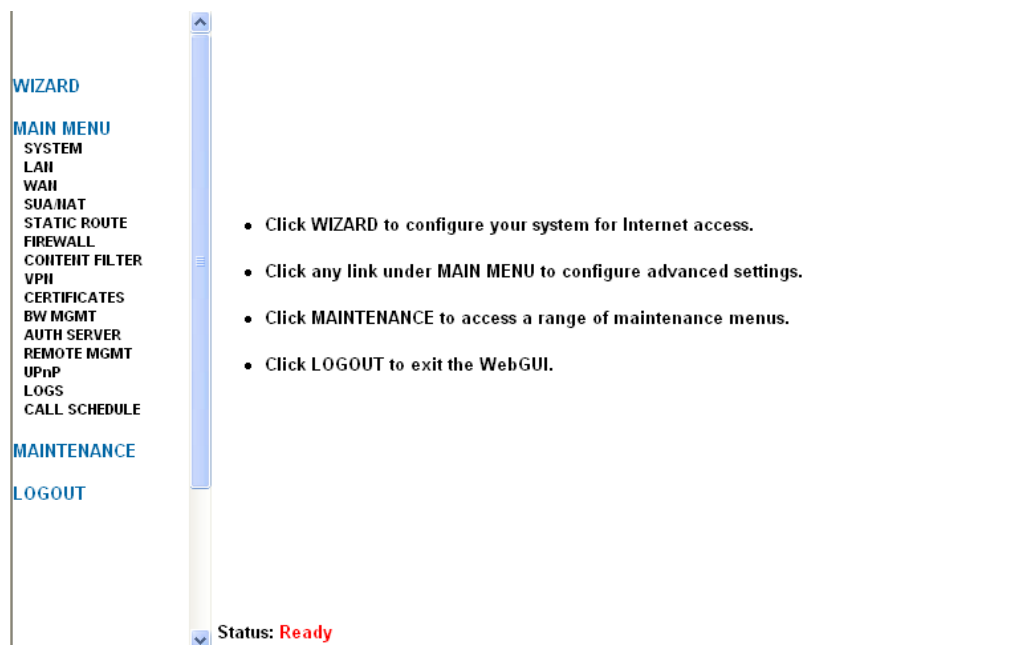 WIZARD
MAIN MENU
SYSTEM
LAN
WAN
SUA/NAT
STATIC ROUTE
FIREWALL
CONTENT FILTER
VPN
CERTIFICATES
BW MGMT
AUTH SERVER
REMOTE MGMT
UPnP
LOGS
CALL SCHEDULE
MAINTENANCE
LOGOUT
Click WIZARD to configure your system for Internet access.
Click any link under MAIN MENU to configure advanced settings.
Click MAINTENANCE to access a range of maintenance menus.
Click LOGOUT to exit the WebGUI.
Status: Ready